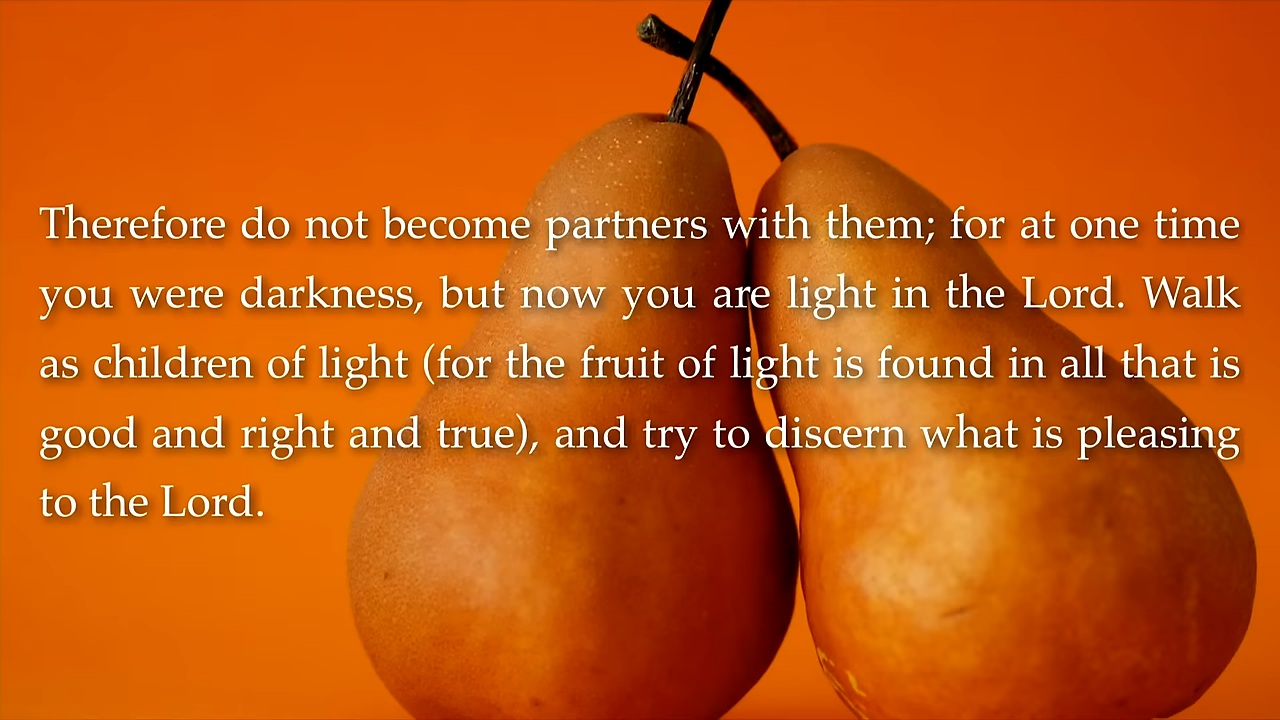 Therefore do not become partners with them; for at one time
you were darkness, but now you are light in the Lord. Walk
as children of light (for the fruit of light is found in all that is
good and right and true), and try to discern what is pleasing
to the Lord.